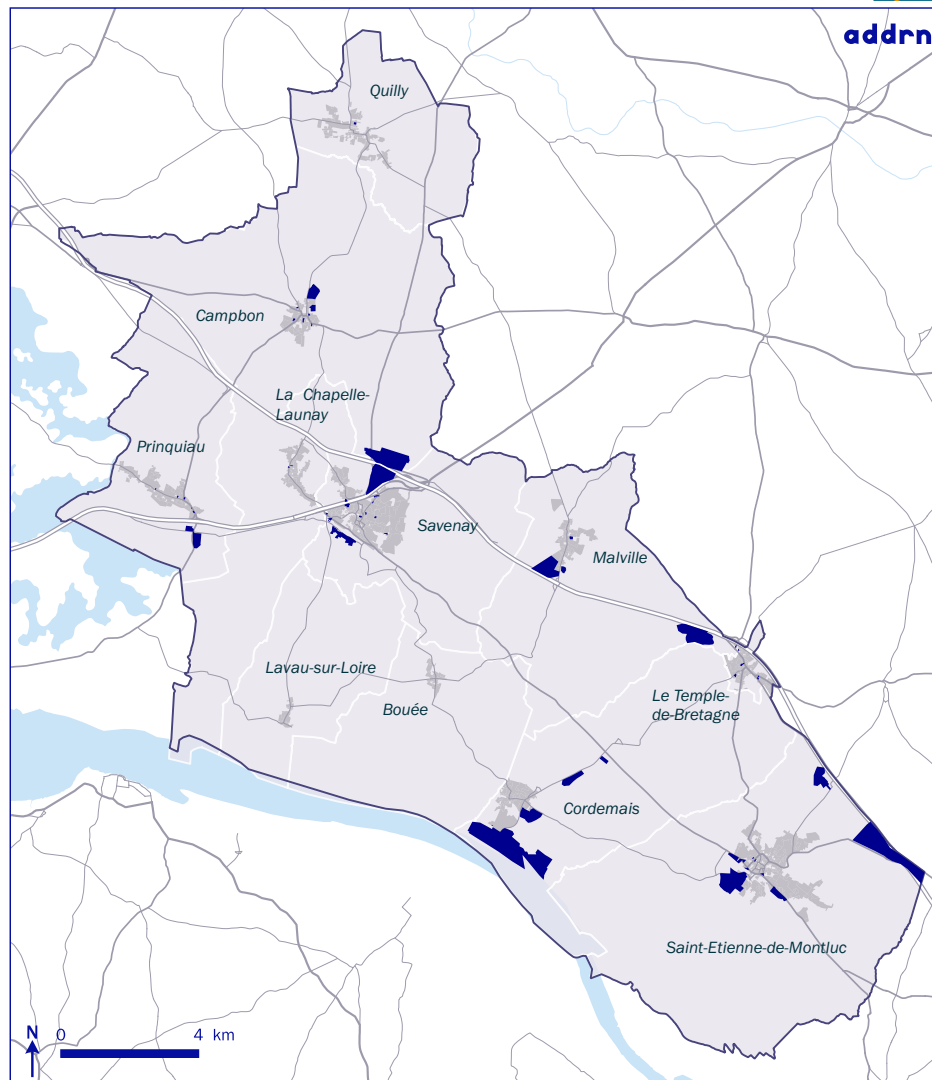 addrn
Quilly
Campbon
La Chapelle-
Launay
Prinquiau
Savenay
Malville
Lavau-sur-Loire
Bouée
Le Temple-
de-Bretagne
Cordemais
Saint-Etienne-de-Montluc
N 0 4 km